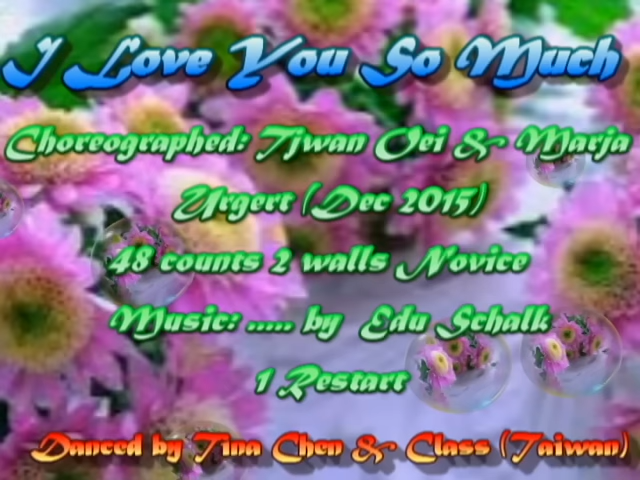 I Love You So Much
Choreographed: Tjwan Oei & Marja
Urgert (Dec 2015)
48 counts 2 walls Novice
Music: ..... by Edu Schalk
1 Restart
Danced by Tina Chen & Class (Taiwan)